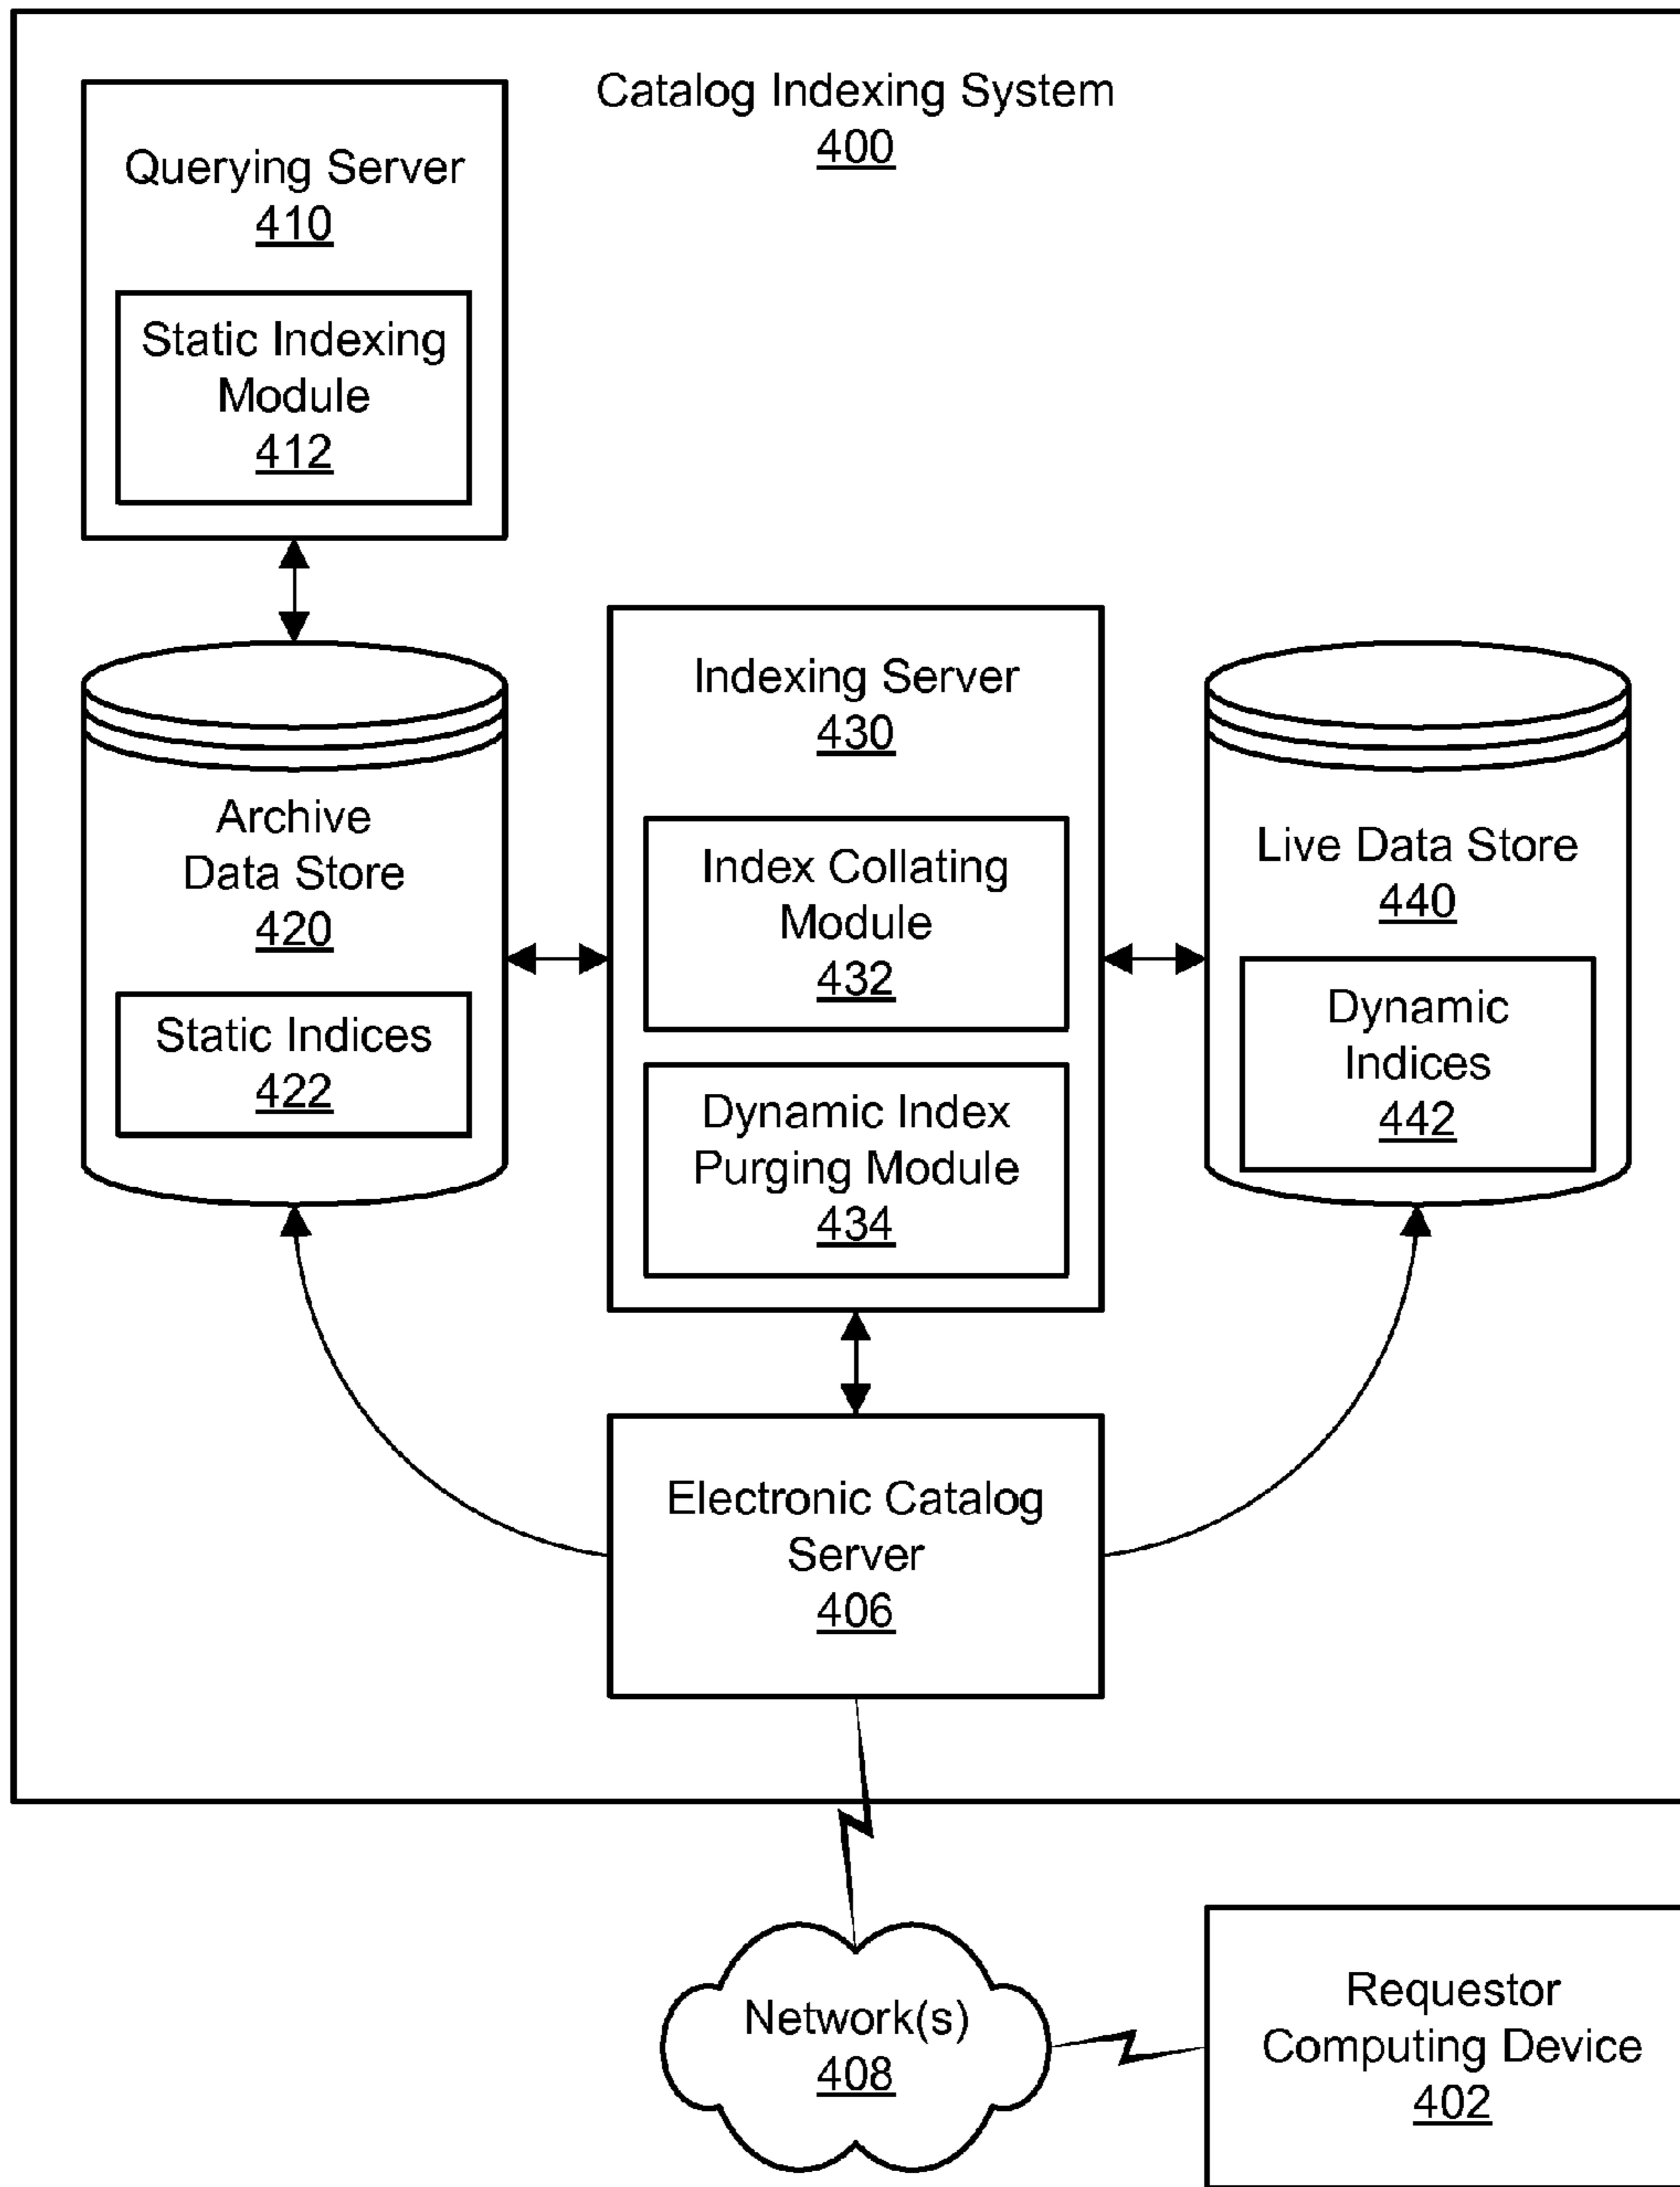 Catalog Indexing System
400
Querying Server
410
Static Indexing
Module
412
Archive
Data Store
420
Static Indices
422
Indexing Server
430
Index Collating
Module
432
Dynamic Index
Purging Module
434
Live Data Store
440
Dynamic
Indices
442
Electronic Catalog
Server
406
Network(s)
408
Requestor
Computing Device
402